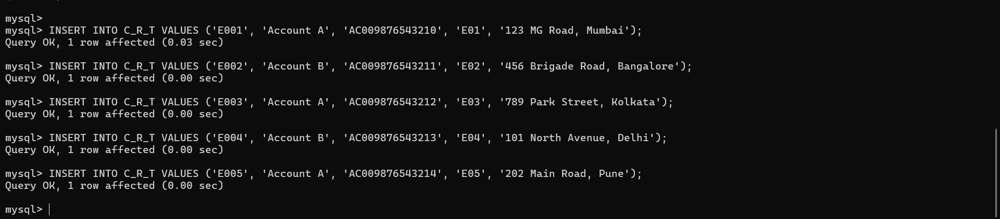 mysql>
mysql> INSERT INTO C_R_T VALUES ('E001', 'Account A', 'AC009876543210', 'E01', '123 MG Road, Mumbai');
Query OK, 1 row affected (0.03 sec)
mysql> INSERT INTO C_R_T VALUES ('E002', 'Account B', 'AC009876543211', 'E02', '456 Brigade Road, Bangalore');
Query OK, 1 row affected (0.00 sec)
mysql> INSERT INTO C_R_T VALUES ('E003', 'Account A', 'AC009876543212', 'E03', '789 Park Street, Kolkata');
Query OK, 1 row affected (0.00 sec)
mysql> INSERT INTO C_R_T VALUES ('E004', 'Account B', 'AC009876543213', 'E04', '101 North Avenue, Delhi');
Query OK, 1 row affected (0.00 sec)
mysql> INSERT INTO C_R_T VALUES ('E005', 'Account A', 'AC009876543214', 'E05', '202 Main Road, Pune');
Query OK, 1 row affected (0.00 sec)
mysql>